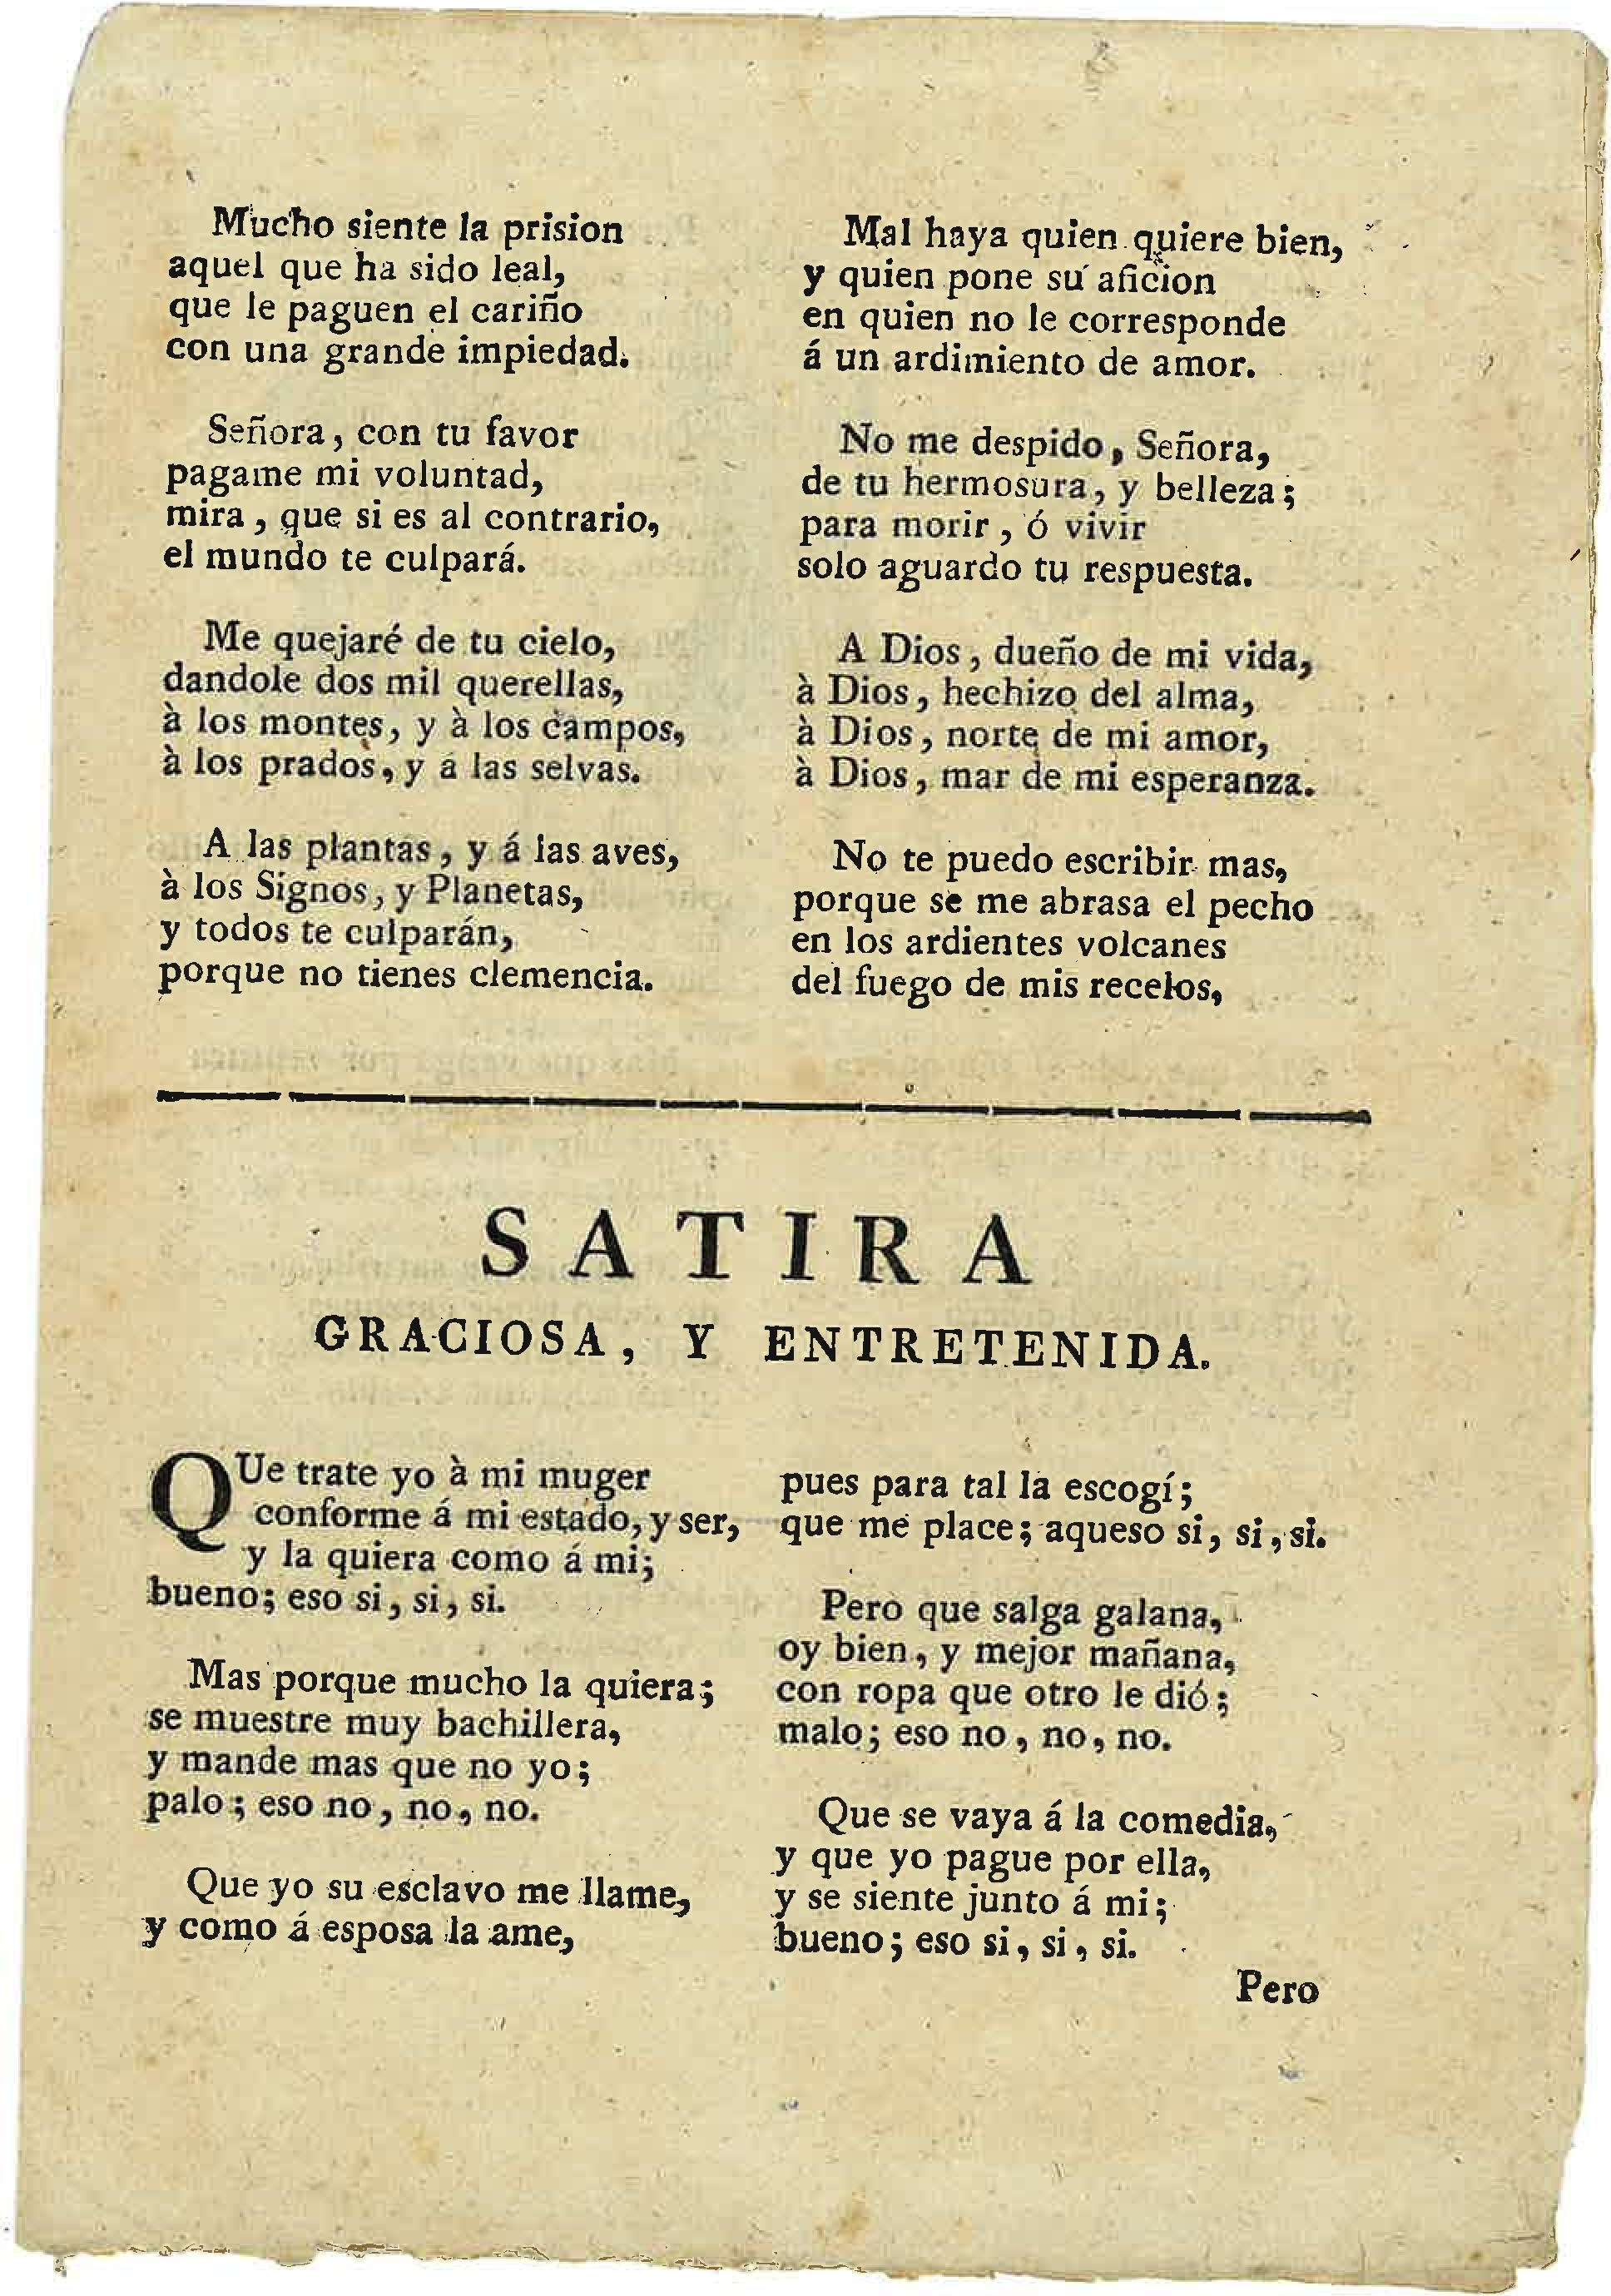 Mucho siente la prision
aquel que ha sido leal,
que le paguen el cariño
con una grande impiedad.
Señora, con tu favor
pagame mi voluntad,
mira, que si es al contrario,
el mundo te culpará.
Me quejaré de tu cielo,
dandole dos mil querellas,
à los montes, y à los campos,
à los prados, y á las selvas.
A las plantas, y á las aves,
à los Signos, y Planetas,
y todos te culparán,
porque no tienes clemencia.
Mal haya quien quiere bien,
y quien pone su aficion
en quien no le corresponde
á un ardimiento de amor.
No me despido, Señora,
de tu hermosura, y belleza;
para morir, ó vivir
solo aguardo tu respuesta.
A Dios, dueño de mi vida,
à Dios, hechizo del alma,
à Dios, norte de mi amor,
à Dios, mar de mi esperanza.
No te puedo escribir mas,
porque se me abrasa el pecho
en los ardientes volcanes
del fuego de mis recelos,
SATIRA
GRACIOSA, Y ENTRETENIDA.
QUe trate yo à mi muger
conforme á mi estado, y ser,
y la quiera como á mi;
bueno; eso si, si, si.
Mas porque mucho la quiera;
se muestre muy bachillera,
y mande mas que no yo;
palo; eso no, no, no.
Que yo su esclavo me llame,
y como á esposa la ame,
pues para tal la escogí;
que me place; aqueso si, si, si.
Pero que salga galana,
oy bien, y mejor mañana,
con ropa que otro le dió;
malo; eso no, no, no.
Que se vaya á la comedia,
y que yo pague por ella,
y se siente junto á mi;
bueno; eso si, si, si.
Pero